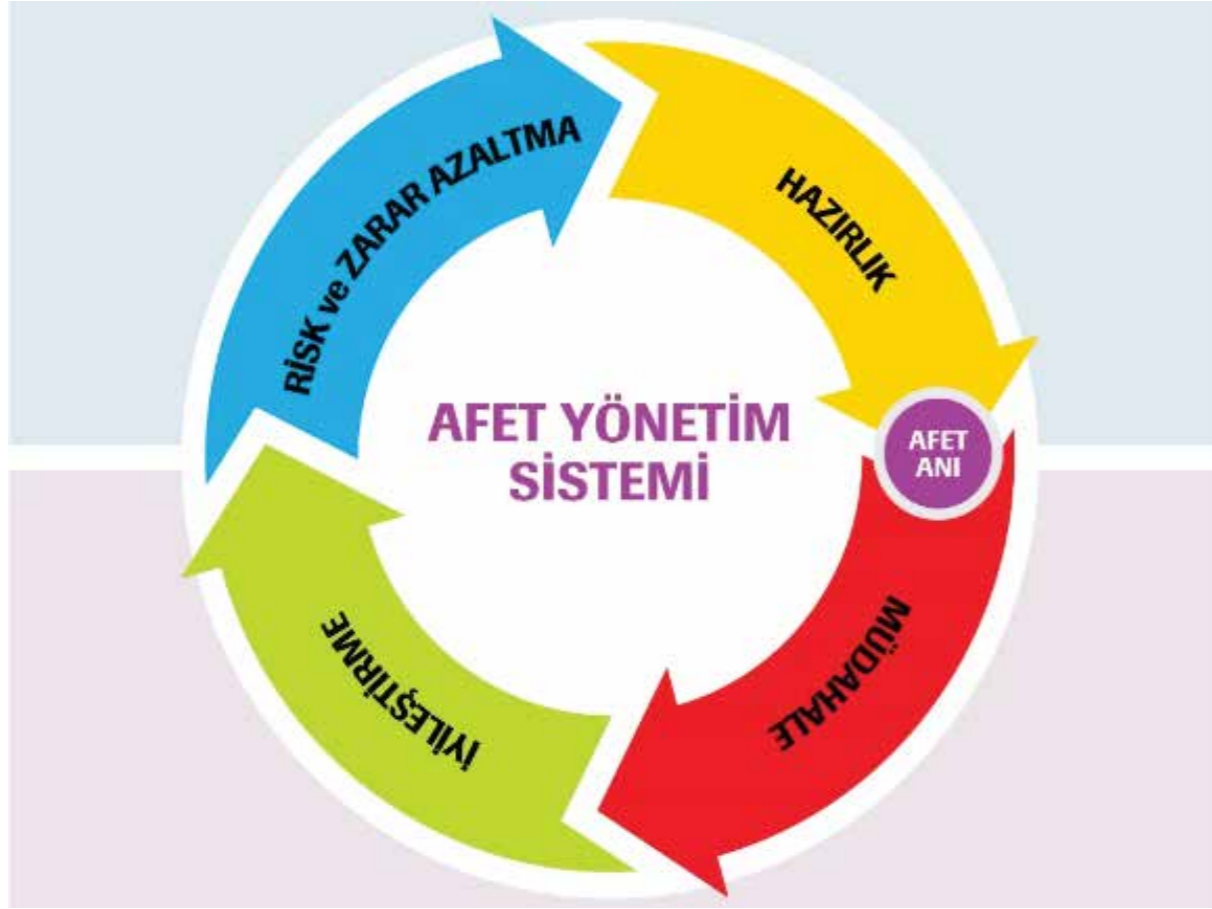 RİSK ve ZARAR AZALTMA
HAZIRLIK
AFET YÖNETİM
SİSTEMİ
AFET
ANI
MÜDAHALE
İYİLEŞTİRME